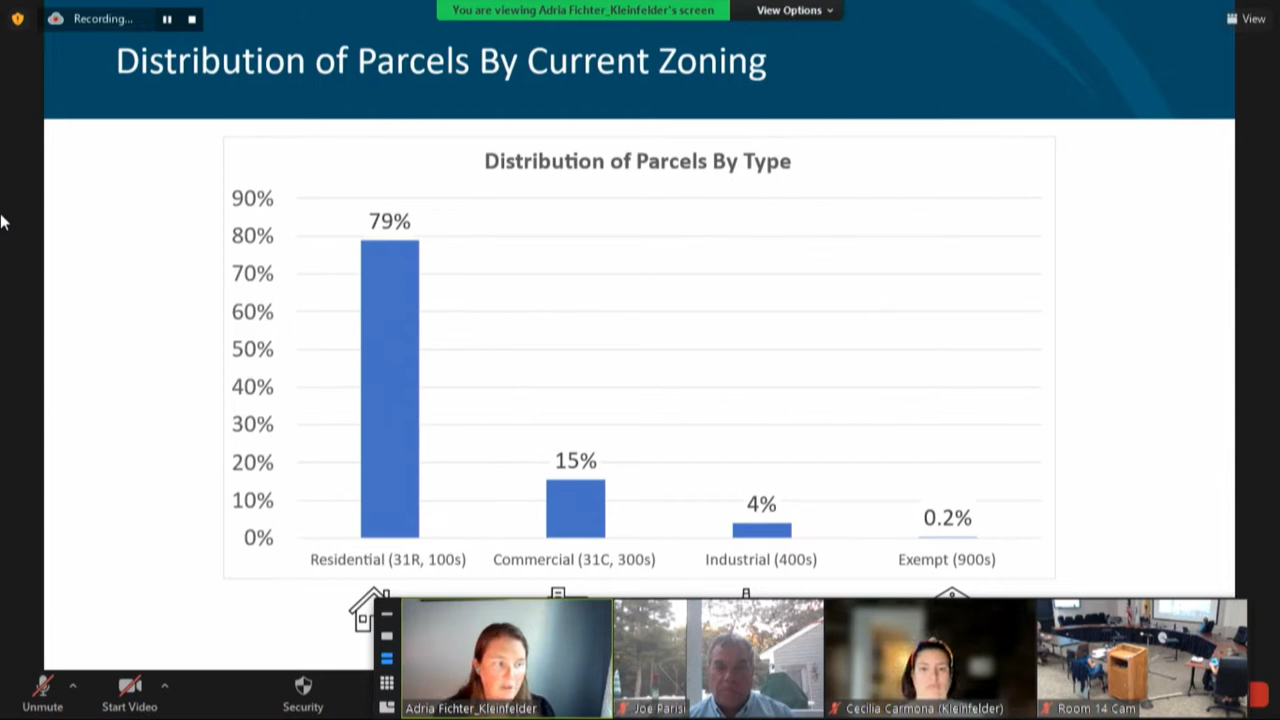 Recording...
You are viewing Adria Fichter_Kleinfelder's screen
View Options
View
Distribution of Parcels By Current Zoning
Distribution of Parcels By Type
90%
80%
70%
60%
50%
40%
30%
20%
10%
0%
79%
15%
4%
0.2%
Residential (31R, 100s)
Commercial (31C, 300s)
Industrial (400s)
Exempt (900s)
Unmute
Start Video
Security
Adria Fichter_Kleinfelder
Joe Parisi
Cecilia Carmona (Kleinfelder)
Room 14 Cam